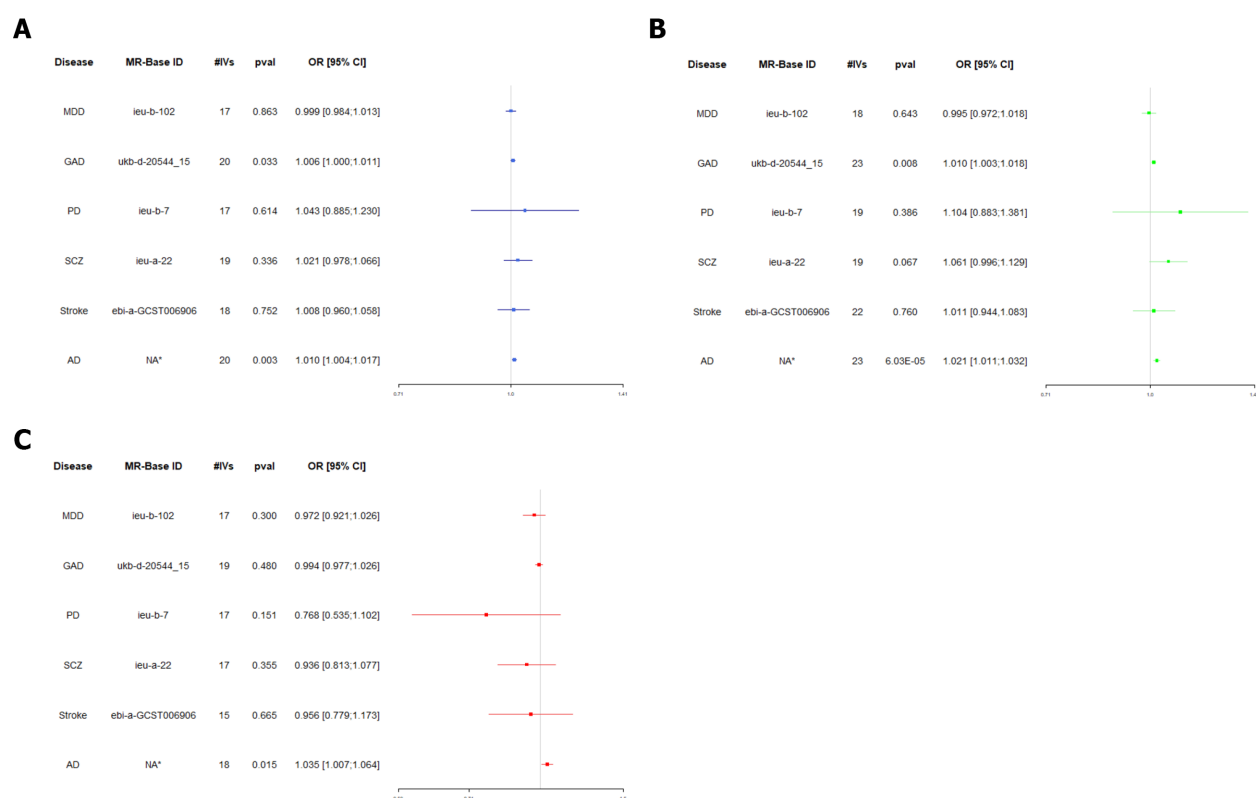 A
Disease MR-Base ID #IVs pval OR [95% CI]
MDD ieu-b-102 17 0.863 0.999 [0.984;1.013]
GAD ukb-d-20544_15 20 0.033 1.006 [1.000;1.011]
PD ieu-b-7 17 0.614 1.043 [0.885;1.230]
SCZ ieu-a-22 19 0.336 1.021 [0.978;1.066]
Stroke ebi-a-GCST006906 18 0.752 1.008 [0.960;1.058]
AD NA* 20 0.003 1.010 [1.004;1.017]
0.71 1.0 1.41
B
Disease MR-Base ID #IVs pval OR [95% CI]
MDD ieu-b-102 18 0.643 0.995 [0.972;1.018]
GAD ukb-d-20544_15 23 0.008 1.010 [1.003;1.018]
PD ieu-b-7 19 0.386 1.104 [0.883;1.381]
SCZ ieu-a-22 19 0.067 1.061 [0.996;1.129]
Stroke ebi-a-GCST006906 22 0.760 1.011 [0.944;1.083]
AD NA* 23 6.03E-05 1.021 [1.011;1.032]
0.71 1.0
C
Disease MR-Base ID #IVs pval OR [95% CI]
MDD ieu-b-102 17 0.300 0.972 [0.921;1.026]
GAD ukb-d-20544_15 19 0.480 0.994 [0.977;1.026]
PD ieu-b-7 17 0.151 0.768 [0.535;1.102]
SCZ ieu-a-22 17 0.355 0.936 [0.813;1.077]
Stroke ebi-a-GCST006906 15 0.665 0.956 [0.779;1.173]
AD NA* 18 0.015 1.035 [1.007;1.064]